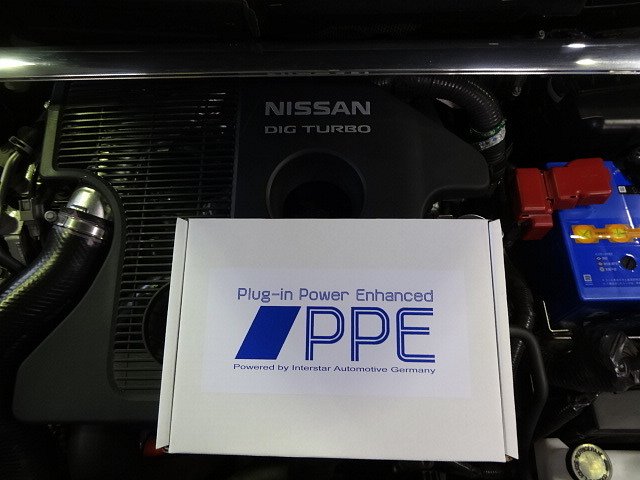 NISSAN
DIG TURBO
Plug-in Power Enhanced
PPE
Powered by Interstar Automotive Germany